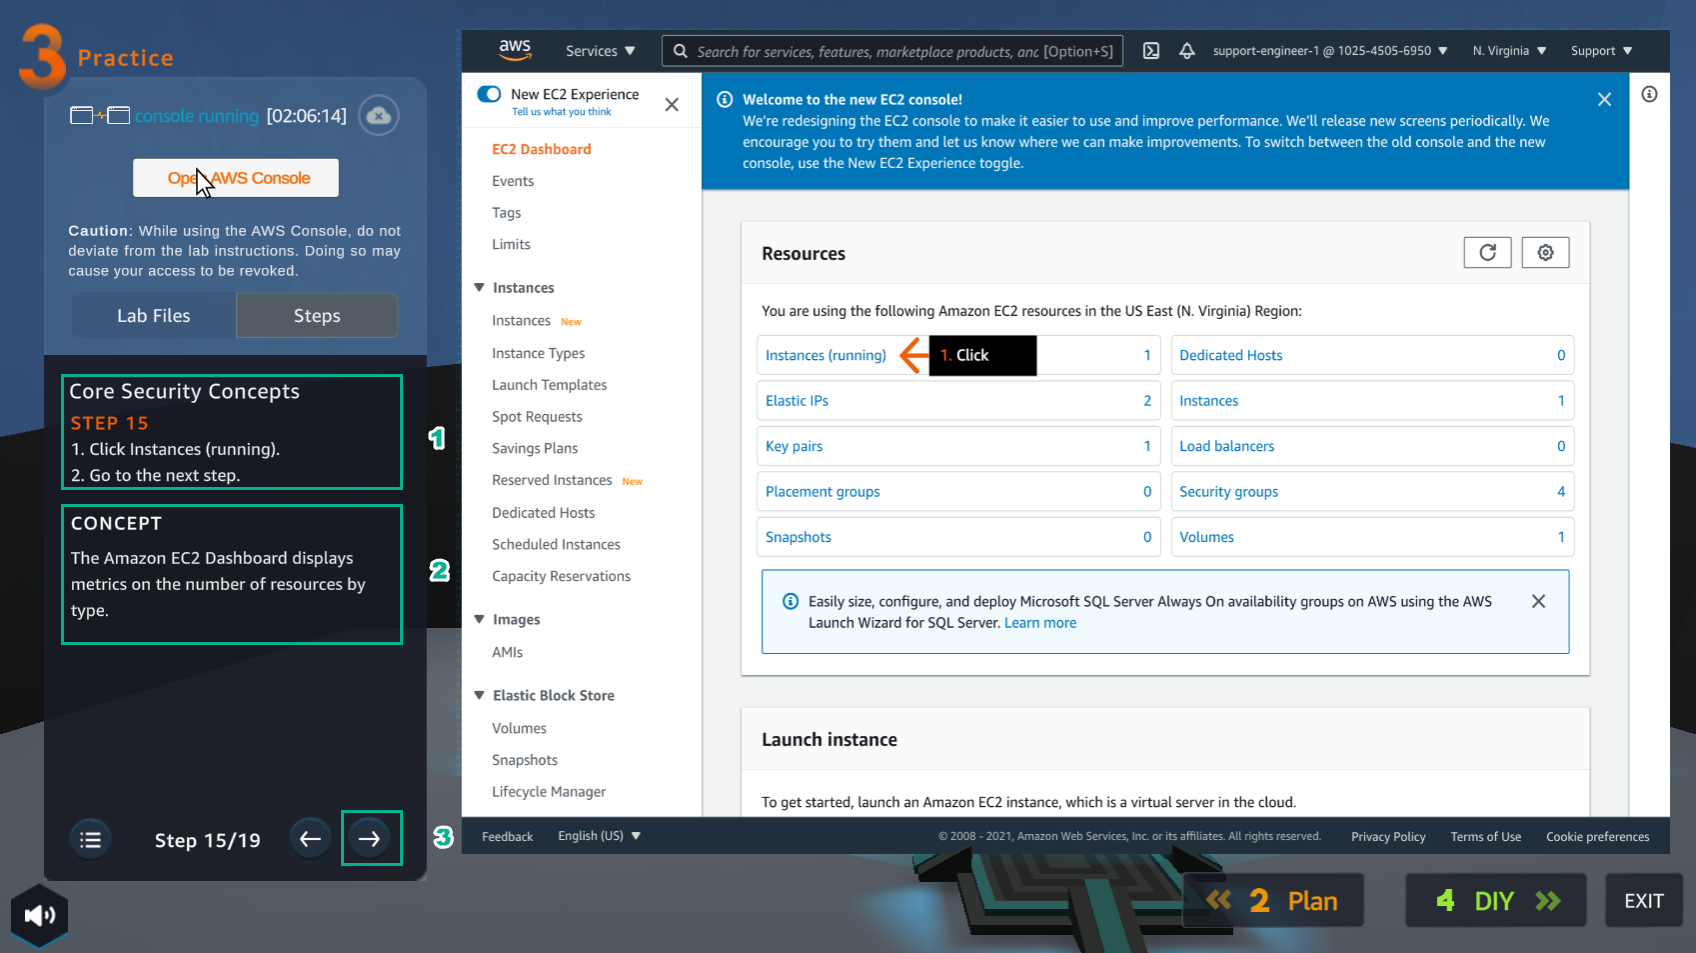 3 Practice
console running [02:06:14]
Open AWS Console
Caution: While using the AWS Console, do not
deviate from the lab instructions. Doing so may
cause your access to be revoked.
Lab Files
Steps
Core Security Concepts
STEP 15
1. Click Instances (running).
2. Go to the next step.
1
CONCEPT
The Amazon EC2 Dashboard displays
metrics on the number of resources by
type.
2
Step 15/19
3
aws
Services
Search for services, features, marketplace products, anc [Option+S]
support-engineer-1 @ 1025-4505-6950
N. Virginia
Support
New EC2 Experience
Tell us what you think
EC2 Dashboard
Events
Tags
Limits
Instances
Instances New
Instance Types
Launch Templates
Spot Requests
Savings Plans
Reserved Instances New
Dedicated Hosts
Scheduled Instances
Capacity Reservations
Images
AMIs
Elastic Block Store
Volumes
Snapshots
Lifecycle Manager
Welcome to the new EC2 console!
We're redesigning the EC2 console to make it easier to use and improve performance. We'll release new screens periodically. We
encourage you to try them and let us know where we can make improvements. To switch between the old console and the new
console, use the New EC2 Experience toggle.
Resources
You are using the following Amazon EC2 resources in the US East (N. Virginia) Region:
Instances (running) 1. Click 1
Dedicated Hosts 0
Elastic IPs 2
Instances 1
Key pairs 1
Load balancers 0
Placement groups 0
Security groups 4
Snapshots 0
Volumes 1
Easily size, configure, and deploy Microsoft SQL Server Always On availability groups on AWS using the AWS
Launch Wizard for SQL Server. Learn more
Launch instance
To get started, launch an Amazon EC2 instance, which is a virtual server in the cloud.
Feedback
English (US)
© 2008 - 2021, Amazon Web Services, Inc. or its affiliates. All rights reserved.
Privacy Policy
Terms of Use
Cookie preferences
2 Plan
4 DIY
EXIT